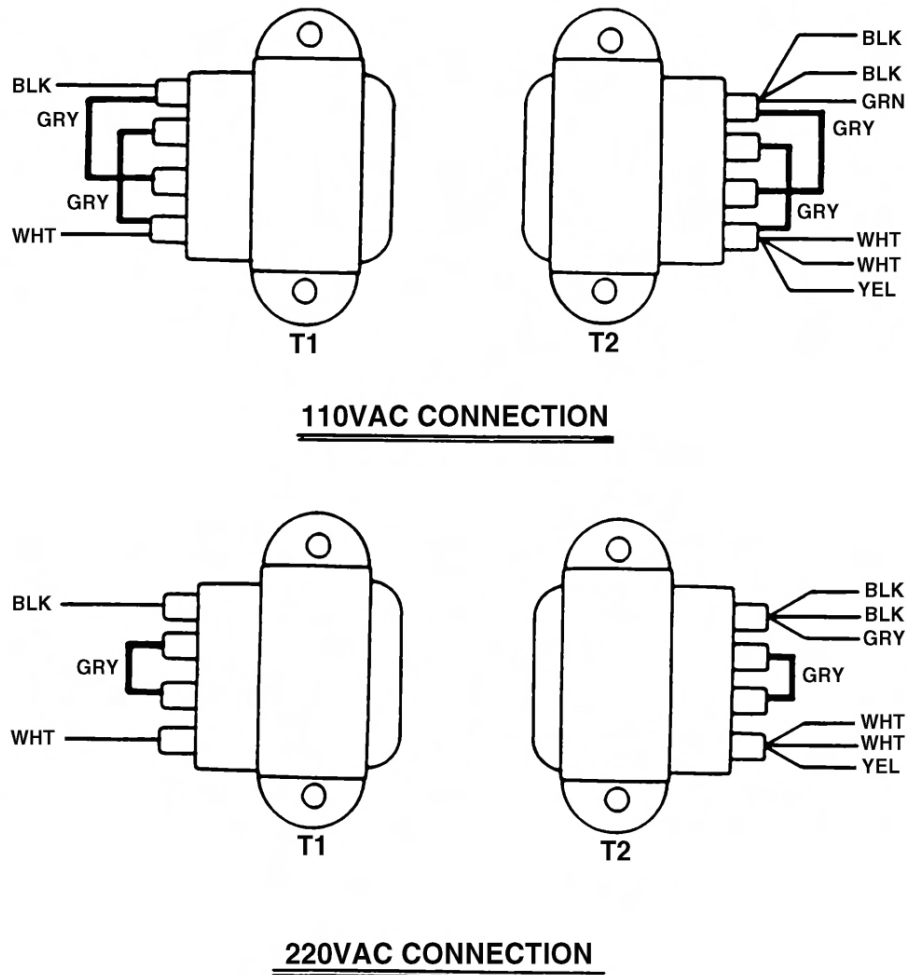 BLK
GRY
GRY
WHT
T1
BLK
BLK
GRN
GRY
GRY
WHT
WHT
YEL
T2
110VAC CONNECTION
BLK
GRY
WHT
T1
BLK
BLK
GRY
GRY
WHT
WHT
YEL
T2
220VAC CONNECTION